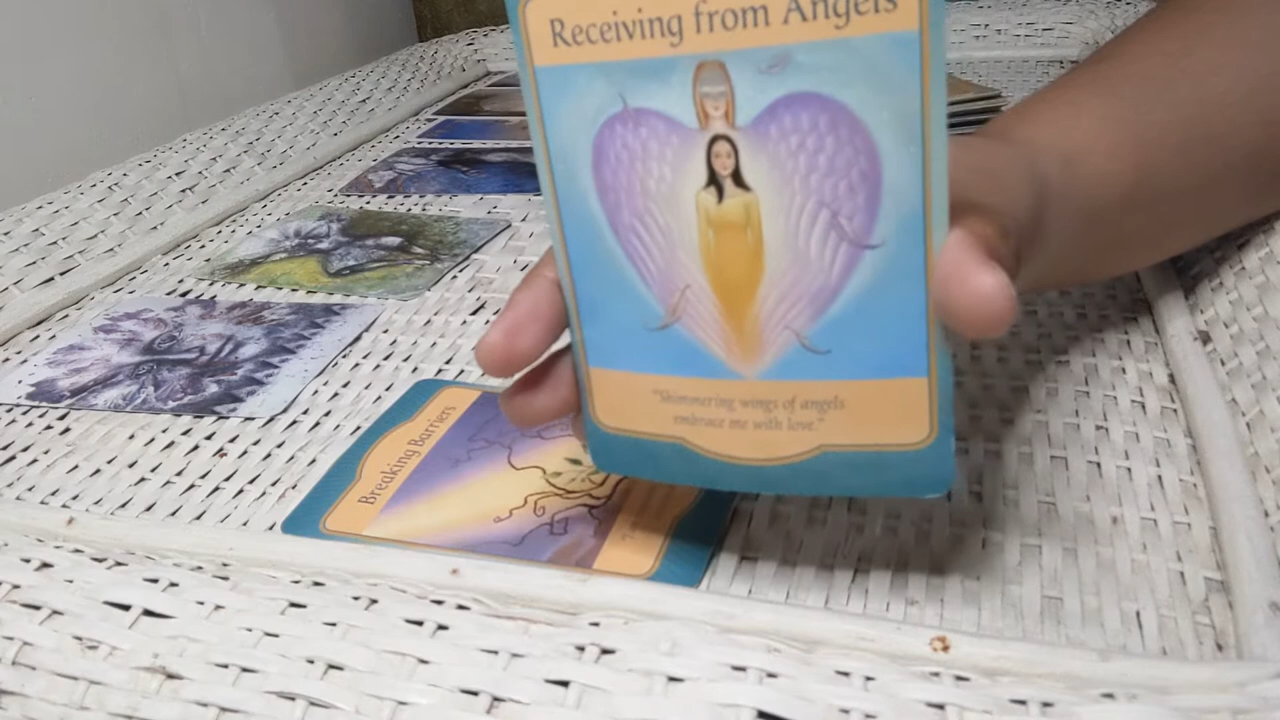 Receiving from Angels
"Shimmering wings of angels
embrace me with love."
Breaking Barriers